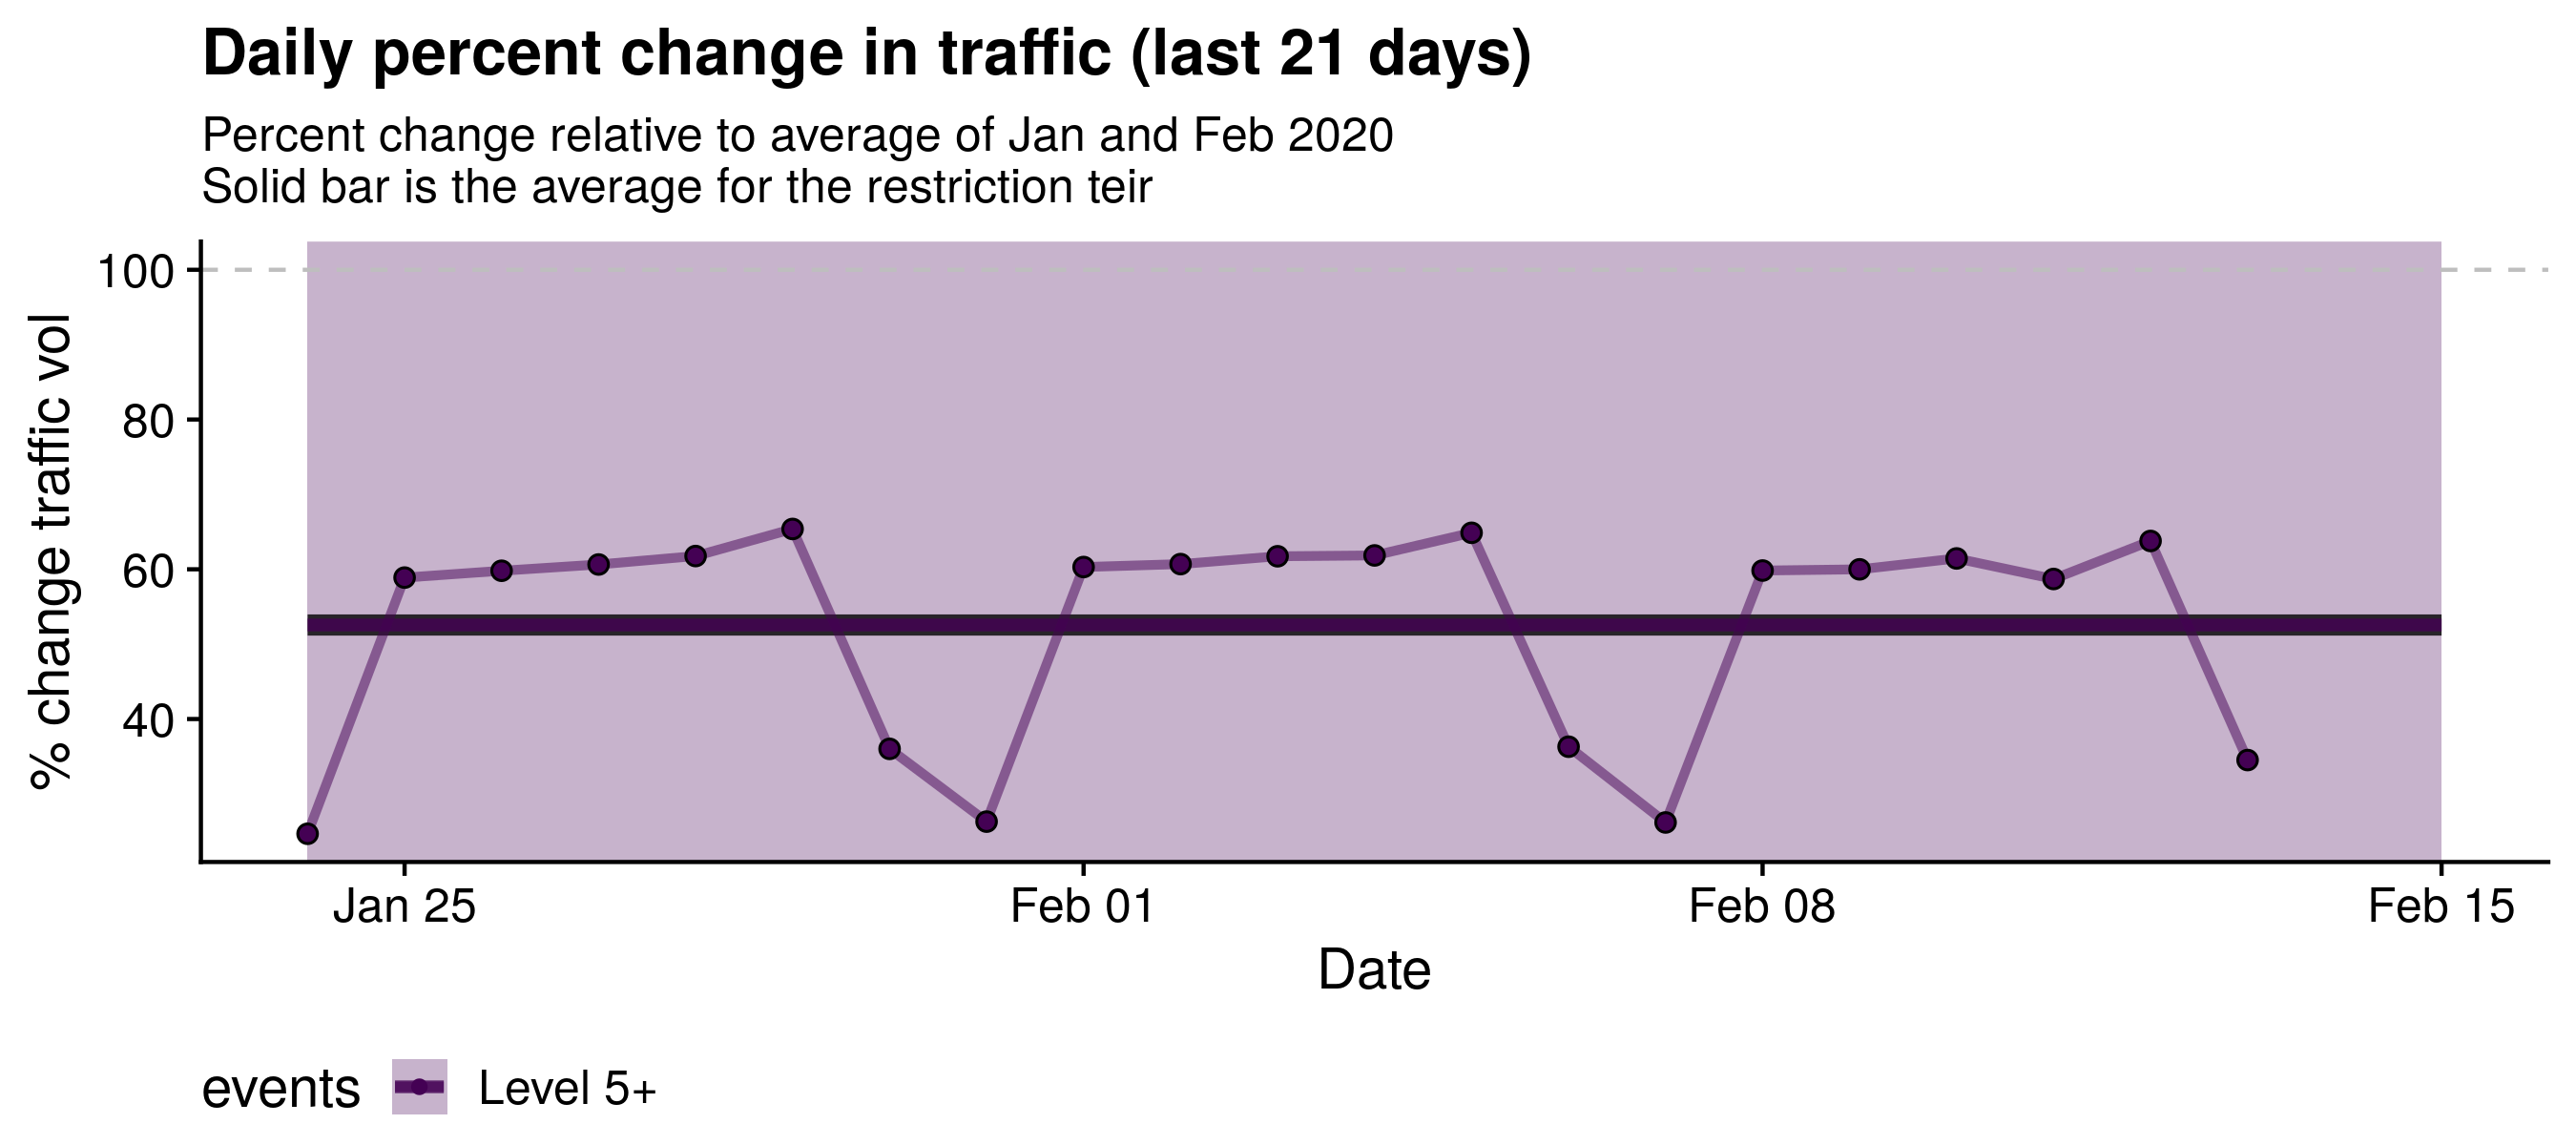 Daily percent change in traffic (last 21 days)
Percent change relative to average of Jan and Feb 2020
Solid bar is the average for the restriction teir
% change traffic vol
100
80
60
40
Jan 25
Feb 01
Feb 08
Feb 15
Date
events
Level 5+